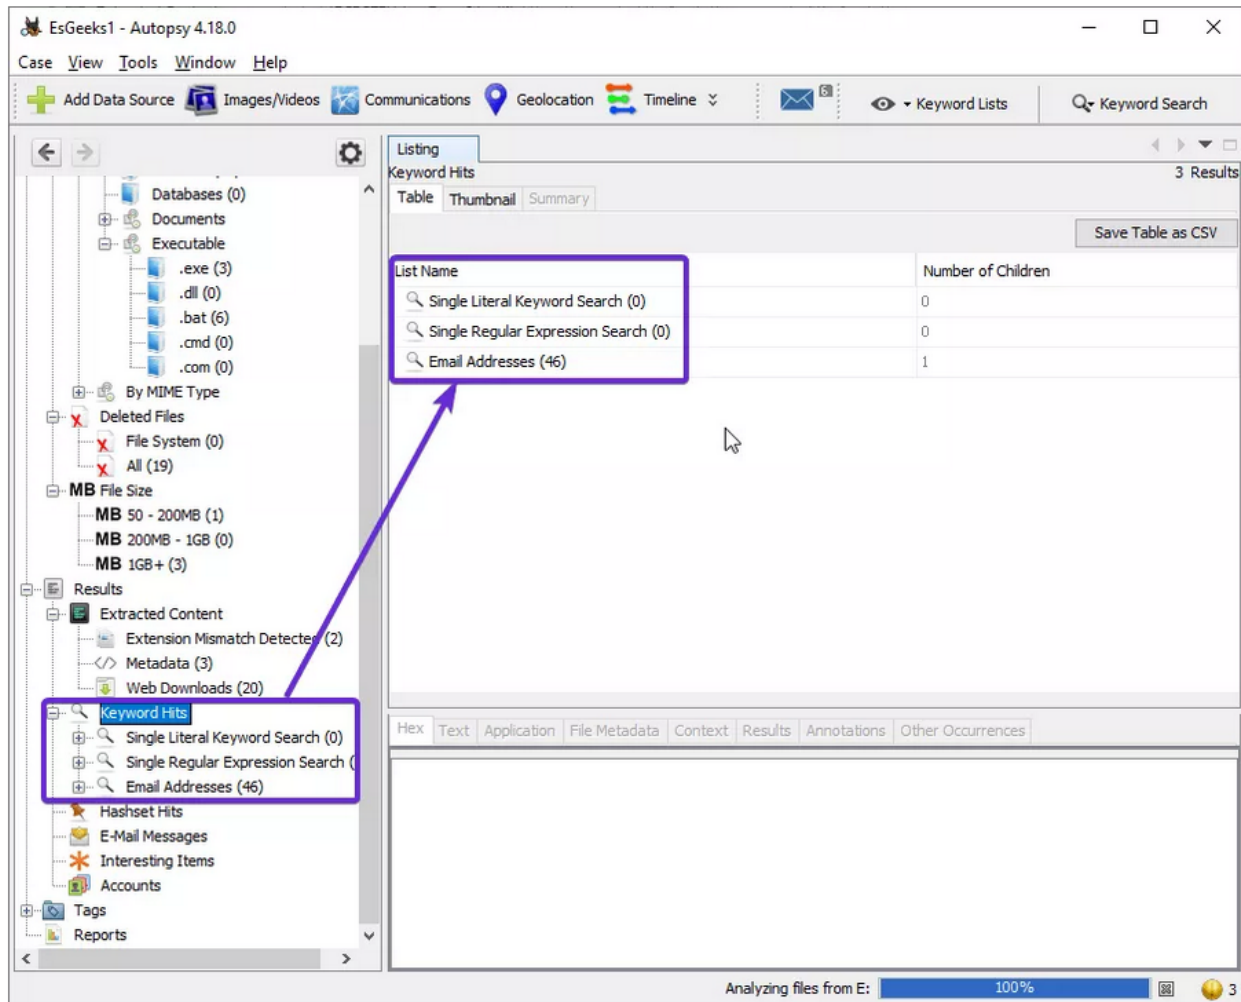 EsGeeks1 - Autopsy 4.18.0
Case View Tools Window Help
Add Data Source Images/Videos Communications Geolocation Timeline 6 Keyword Lists Keyword Search
Listing
Keyword Hits 3 Results
Table Thumbnail Summary
Save Table as CSV
List Name Number of Children
Single Literal Keyword Search (0) 0
Single Regular Expression Search (0) 0
Email Addresses (46) 1
Databases (0)
Documents
Executable
.exe (3)
.dll (0)
.bat (6)
.cmd (0)
.com (0)
By MIME Type
Deleted Files
File System (0)
All (19)
MB File Size
MB 50 - 200MB (1)
MB 200MB - 1GB (0)
MB 1GB+ (3)
Results
Extracted Content
Extension Mismatch Detected (2)
Metadata (3)
Web Downloads (20)
Keyword Hits
Single Literal Keyword Search (0)
Single Regular Expression Search (
Email Addresses (46)
Hashset Hits
E-Mail Messages
Interesting Items
Accounts
Tags
Reports
Hex Text Application File Metadata Context Results Annotations Other Occurrences
Analyzing files from E: 100% 3